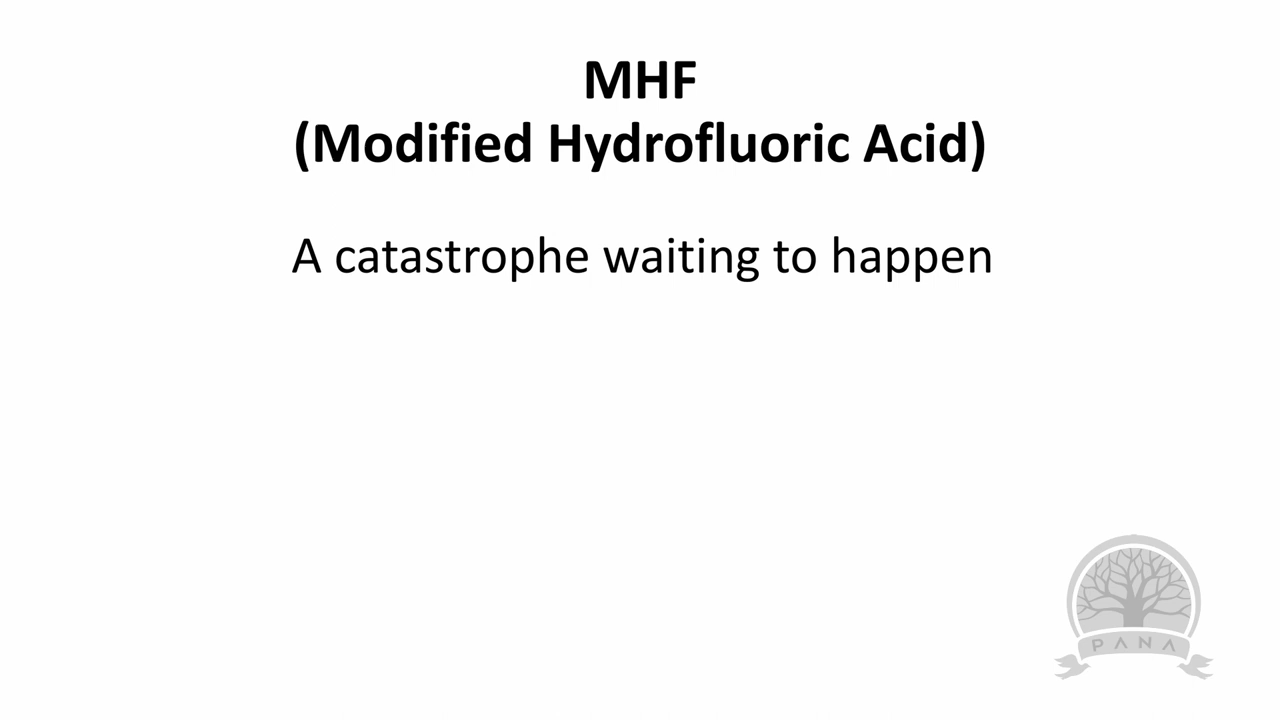 MHF
(Modified Hydrofluoric Acid)
A catastrophe waiting to happen
PANA